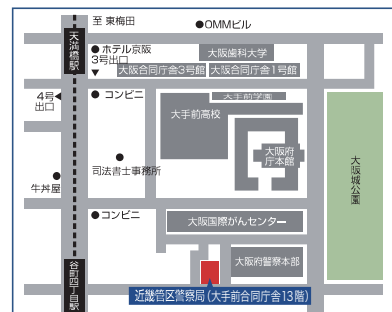 至 東梅田
●OMMビル
天満橋駅
●ホテル京阪
3号出口
▼
大阪歯科大学
大阪合同庁舎3号館
大阪合同庁舎1号館
4号◀
出口
●コンビニ
大手前学園
大手前高校
大阪府
庁本館
大阪城公園
●
司法書士事務所
●
牛丼屋
●コンビニ
大阪国際がんセンター
大阪府警察本部
谷町四丁目駅
近畿管区警察局(大手前合同庁舎13階)